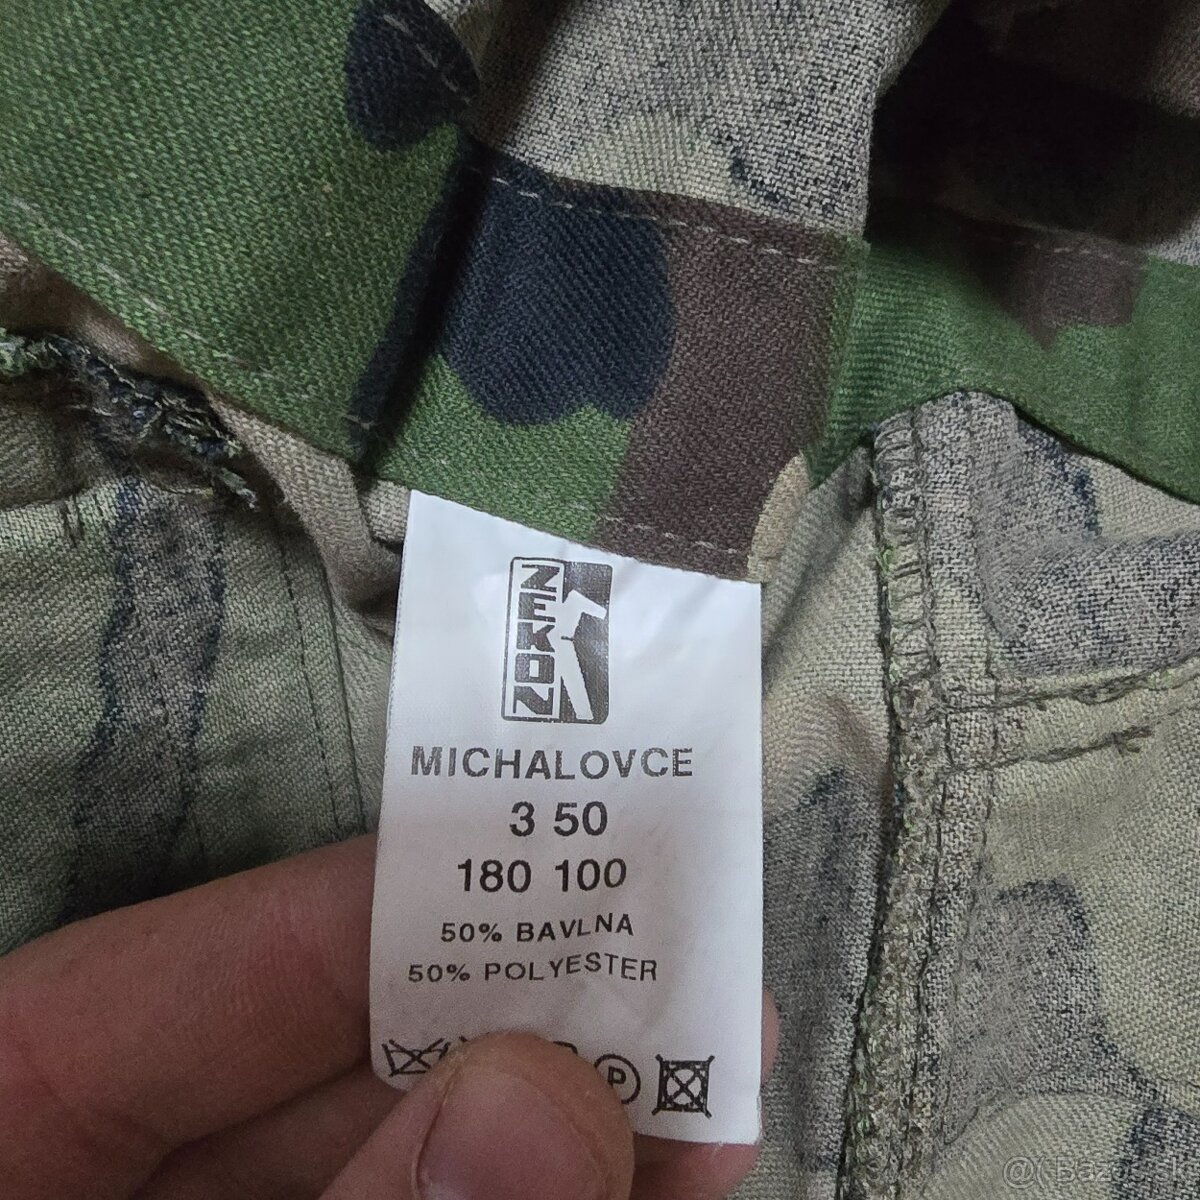 ZEKON
MICHALOVCE
3 50
180 100
50% BAVLNA
50% POLYESTER
P